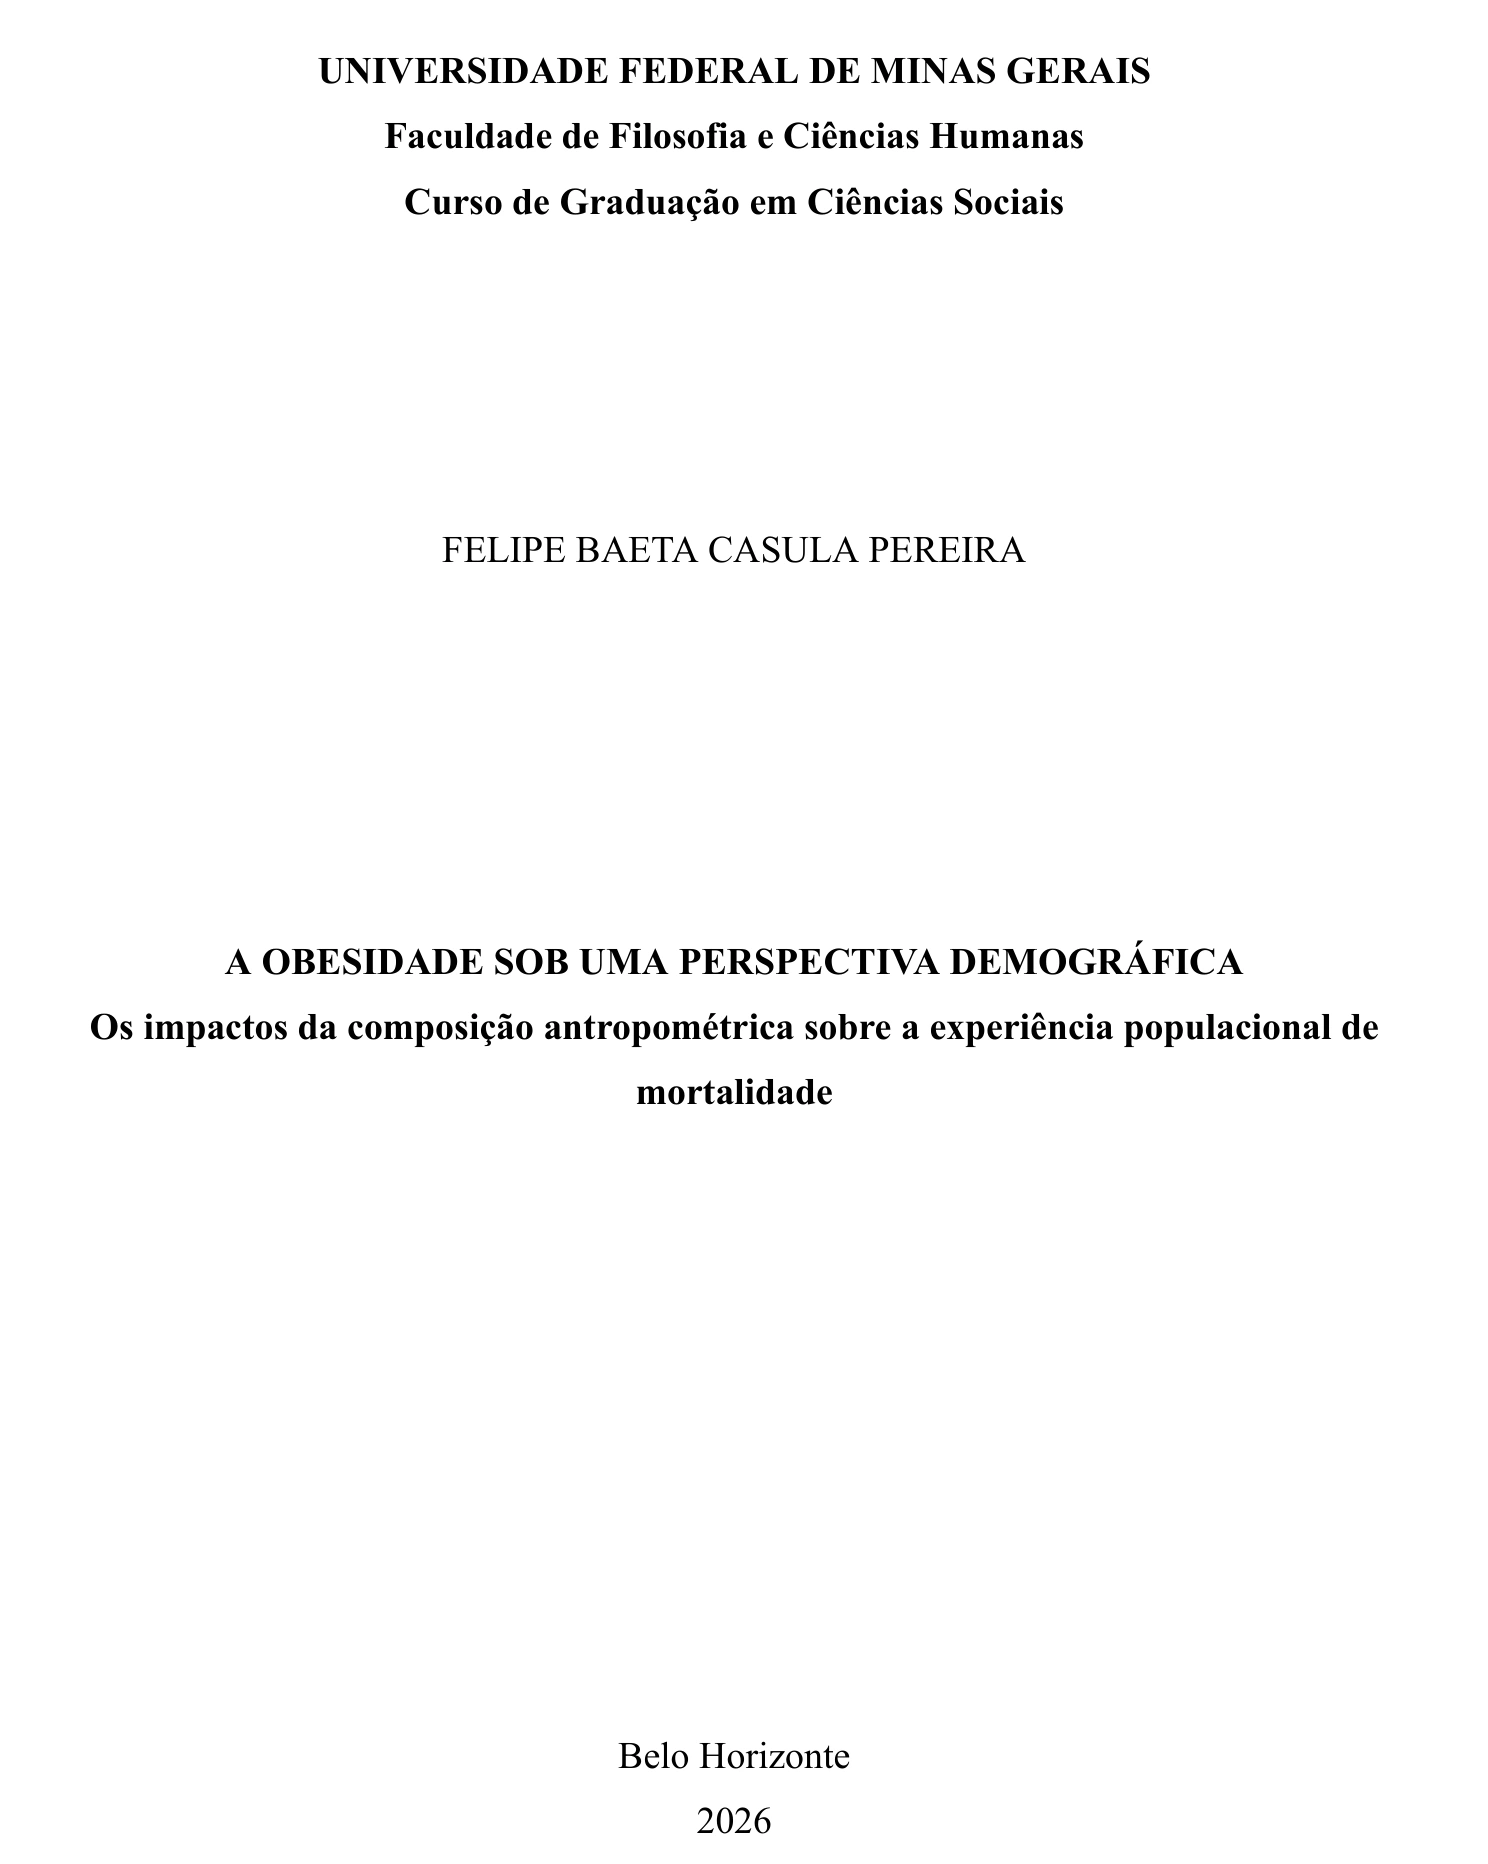 UNIVERSIDADE FEDERAL DE MINAS GERAIS
Faculdade de Filosofia e Ciências Humanas
Curso de Graduação em Ciências Sociais
FELIPE BAETA CASULA PEREIRA
A OBESIDADE SOB UMA PERSPECTIVA DEMOGRÁFICA
Os impactos da composição antropométrica sobre a experiência populacional de
mortalidade
Belo Horizonte
2026